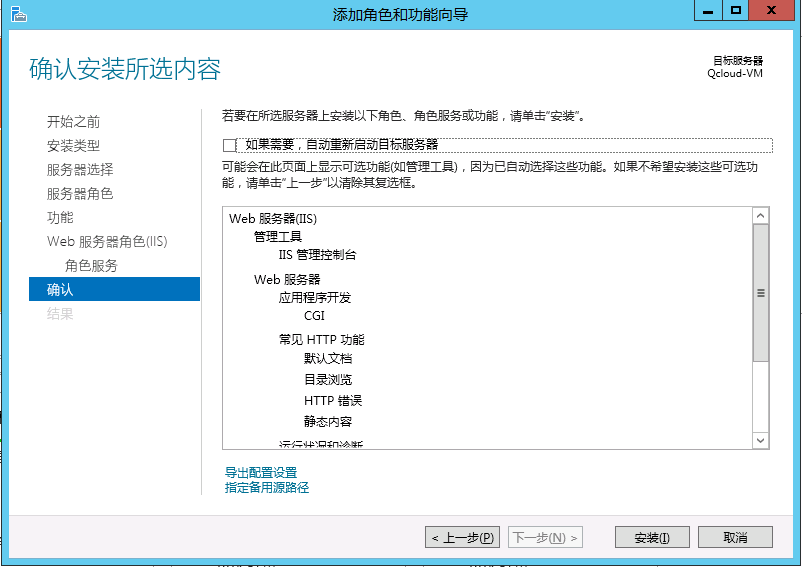 添加角色和功能向导
确认安装所选内容
目标服务器
Qcloud-VM
开始之前
安装类型
服务器选择
服务器角色
功能
Web 服务器角色(IIS)
角色服务
确认
结果
若要在所选服务器上安装以下角色、角色服务或功能，请单击"安装"。
如果需要，自动重新启动目标服务器
可能会在此页面上显示可选功能(如管理工具)，因为已自动选择这些功能。如果不希望安装这些可选功
能，请单击"上一步"以清除其复选框。
Web 服务器(IIS)
管理工具
IIS 管理控制台
Web 服务器
应用程序开发
CGI
常见 HTTP 功能
默认文档
目录浏览
HTTP 错误
静态内容
运行状况和诊断
导出配置设置
指定备用源路径
< 上一步(P)
下一步(N) >
安装(I)
取消